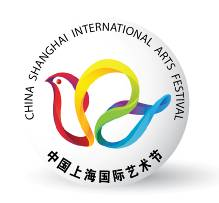 CHINA SHANGHAI INTERNATIONAL ARTS FESTIVAL
中国上海国际艺术节